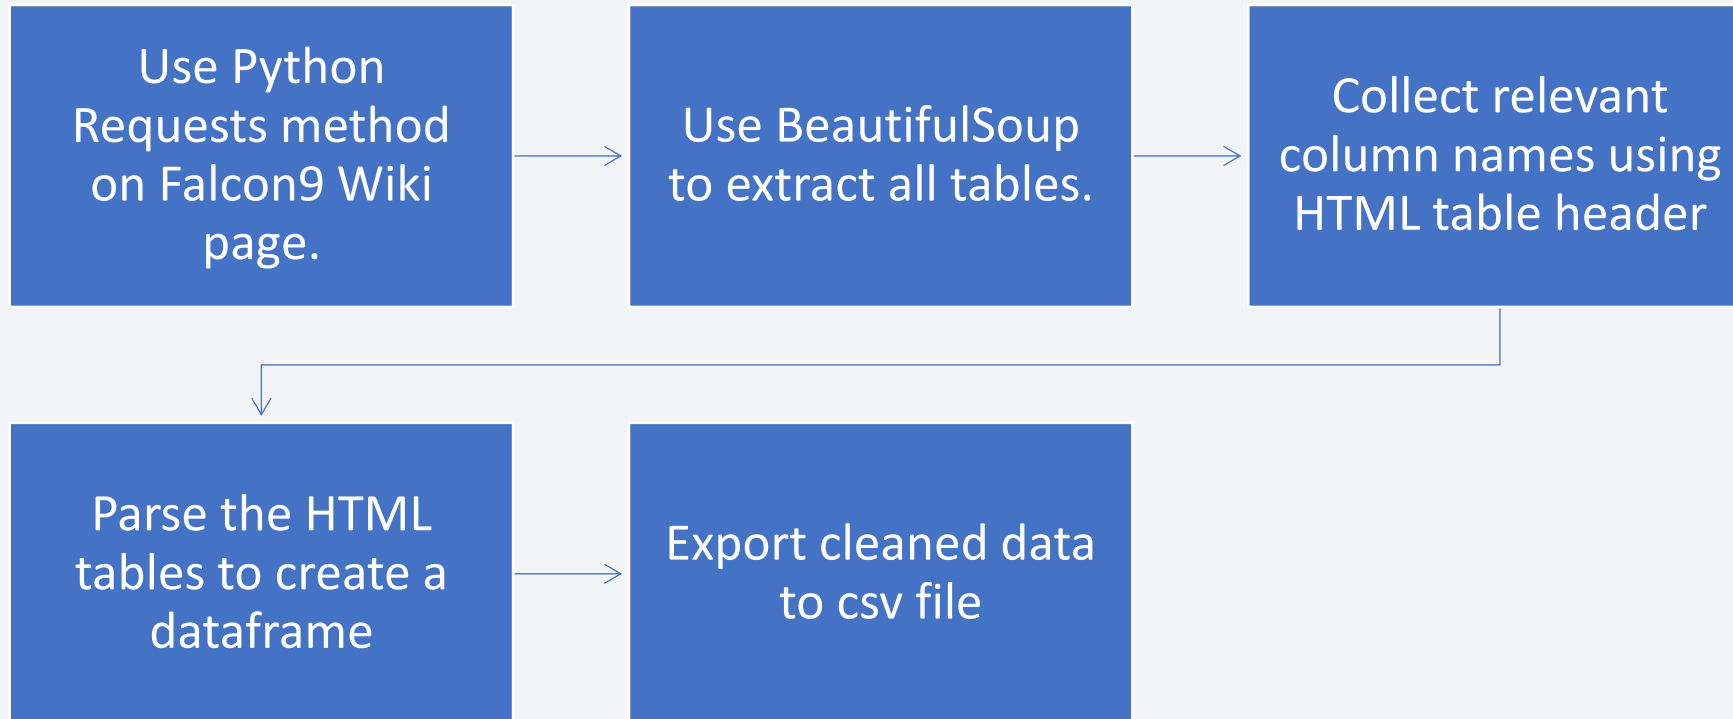 Use Python
Requests method
on Falcon9 Wiki
page.
Use BeautifulSoup
to extract all tables.
Collect relevant
column names using
HTML table header
Parse the HTML
tables to create a
dataframe
Export cleaned data
to csv file